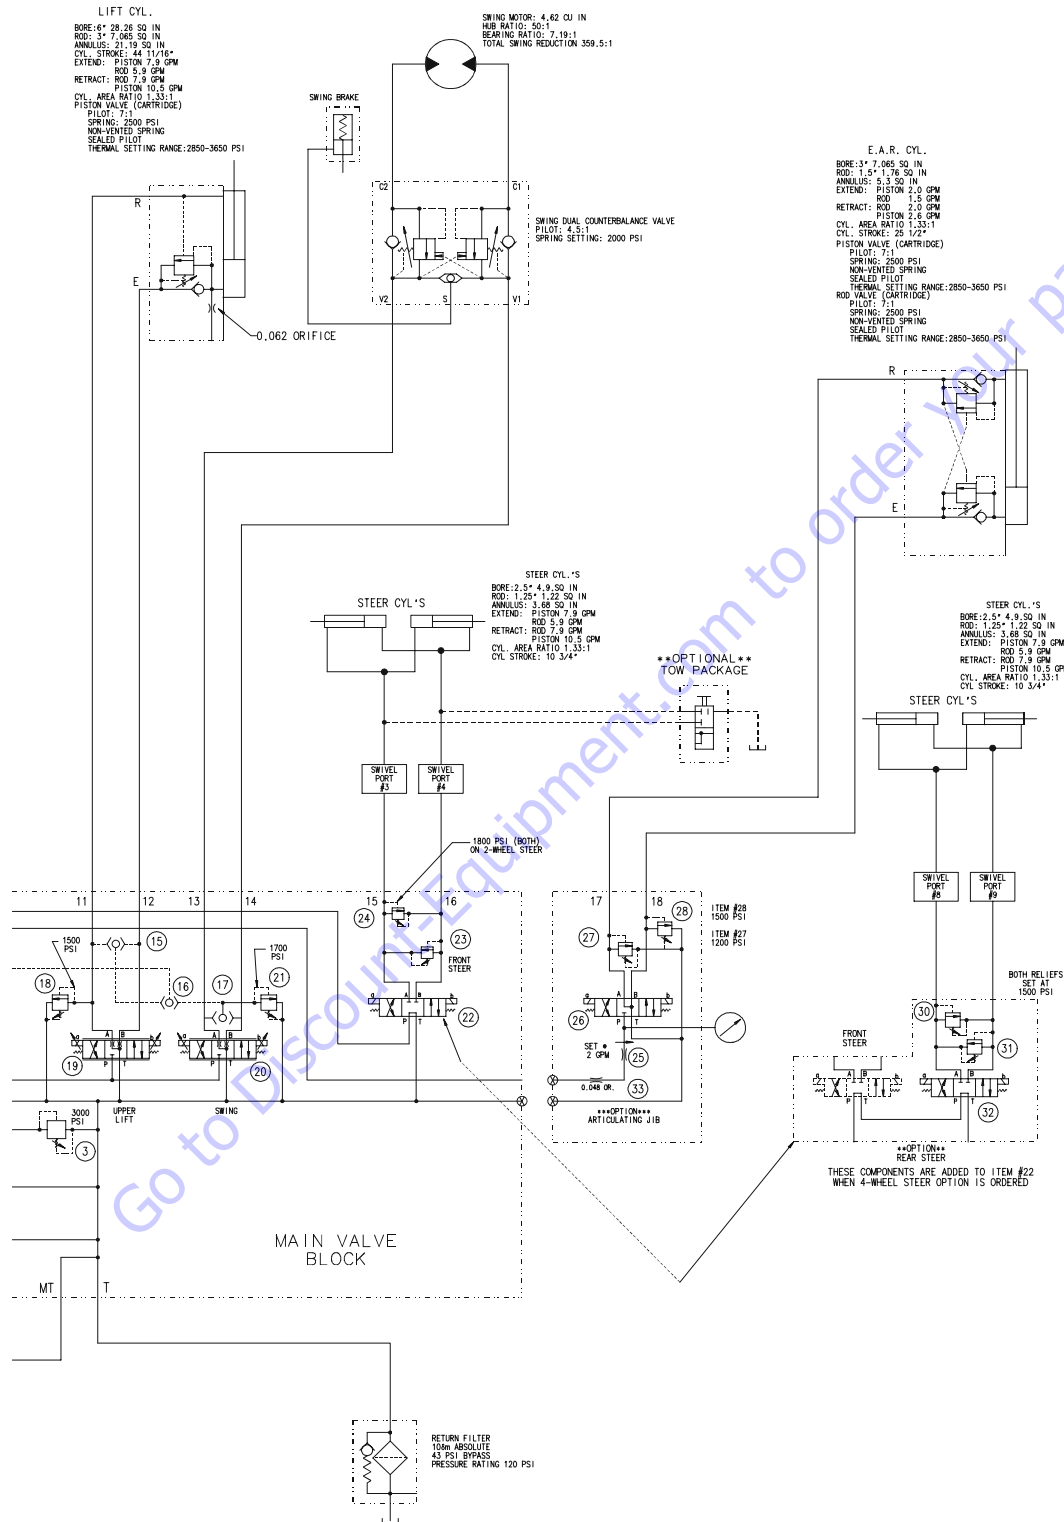 LIFT CYL.
BORE:6" 28.26 SQ IN
ROD: 3" 7.065 SQ IN
ANNULUS: 21.19 SQ IN
CYL. STROKE: 44 11/16"
EXTEND: PISTON 7.9 GPM
ROD 5.9 GPM
RETRACT: ROD 7.9 GPM
PISTON 10.5 GPM
CYL. AREA RATIO 1.33:1
PISTON VALVE (CARTRIDGE)
PILOT: 7:1
SPRING: 2500 PSI
NON-VENTED SPRING
SEALED PILOT
THERMAL SETTING RANGE:2850-3650 PSI
SWING MOTOR: 4.62 CU IN
HUB RATIO: 50:1
BEARING RATIO: 7.19:1
TOTAL SWING REDUCTION 359.5:1
SWING BRAKE
C2
C1
SWING DUAL COUNTERBALANCE VALVE
PILOT: 4.5:1
SPRING SETTING: 2000 PSI
V2
S
V1
R
E
0.062 ORIFICE
E.A.R. CYL.
BORE:3" 7.065 SQ IN
ROD: 1.5" 1.76 SQ IN
ANNULUS: 5.3 SQ IN
EXTEND: PISTON 2.0 GPM
ROD 1.5 GPM
RETRACT: ROD 2.0 GPM
PISTON 2.6 GPM
CYL. AREA RATIO 1.33:1
CYL. STROKE: 25 1/2"
PISTON VALVE (CARTRIDGE)
PILOT: 7:1
SPRING: 2500 PSI
NON-VENTED SPRING
SEALED PILOT
THERMAL SETTING RANGE:2850-3650 PSI
ROD VALVE (CARTRIDGE)
PILOT: 7:1
SPRING: 2500 PSI
NON-VENTED SPRING
SEALED PILOT
THERMAL SETTING RANGE:2850-3650 PSI
R
E
STEER CYL.'S
BORE:2.5" 4.9.SQ IN
ROD: 1.25" 1.22 SQ IN
ANNULUS: 3.68 SQ IN
EXTEND: PISTON 7.9 GPM
ROD 5.9 GPM
RETRACT: ROD 7.9 GPM
PISTON 10.5 GPM
CYL. AREA RATIO 1.33:1
CYL STROKE: 10 3/4"
STEER CYL'S
**OPTIONAL**
TOW PACKAGE
STEER CYL.'S
BORE:2.5" 4.9.SQ IN
ROD: 1.25" 1.22 SQ IN
ANNULUS: 3.68 SQ IN
EXTEND: PISTON 7.9 GPM
ROD 5.9 GPM
RETRACT: ROD 7.9 GPM
PISTON 10.5 GPM
CYL. AREA RATIO 1.33:1
CYL STROKE: 10 3/4"
STEER CYL'S
SWIVEL PORT #3
SWIVEL PORT #4
SWIVEL PORT #8
SWIVEL PORT #9
1800 PSI (BOTH)
ON 2-WHEEL STEER
11
12
13
14
15
16
17
18
1500 PSI
15
16
17
1700 PSI
18
21
24
23
FRONT STEER
27
28
ITEM #28
1500 PSI
ITEM #27
1200 PSI
BOTH RELIEFS
SET AT
1500 PSI
a A B b
P T
19
a A B b
P T
20
a A B b
P T
22
a A B b
P T
26
SET @
2 GPM
25
0.048 OR.
33
***OPTION***
ARTICULATING JIB
30
31
FRONT STEER
a A B b
P T
a A B b
P T
32
**OPTION**
REAR STEER
THESE COMPONENTS ARE ADDED TO ITEM #22
WHEN 4-WHEEL STEER OPTION IS ORDERED
3000 PSI
3
UPPER LIFT
SWING
MAIN VALVE
BLOCK
MT
T
RETURN FILTER
10&m ABSOLUTE
43 PSI BYPASS
PRESSURE RATING 120 PSI
Go to Discount-Equipment.com to order your pa